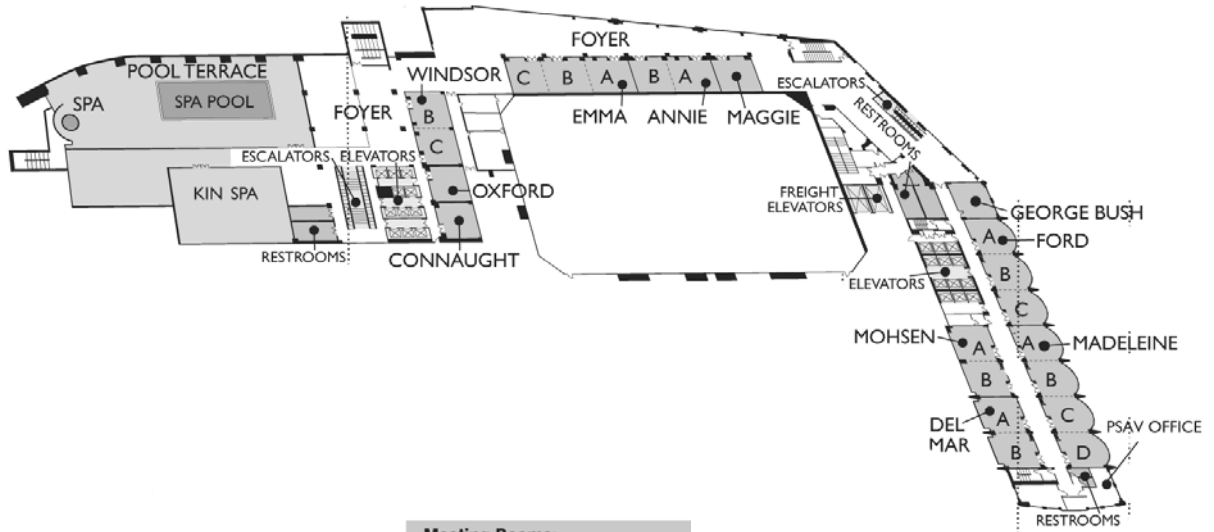 FOYER
POOL TERRACE
SPA POOL
SPA
FOYER
WINDSOR
B
C
C B A B A
EMMA ANNIE MAGGIE
ESCALATORS
RESTROOMS
ESCALATORS ELEVATORS
KIN SPA
OXFORD
RESTROOMS
CONNAUGHT
FREIGHT
ELEVATORS
GEORGE BUSH
A
FORD
B
ELEVATORS
C
MOHSEN
A
A
MADELEINE
B
B
DEL
MAR
A
C
PSAV OFFICE
B
D
RESTROOMS